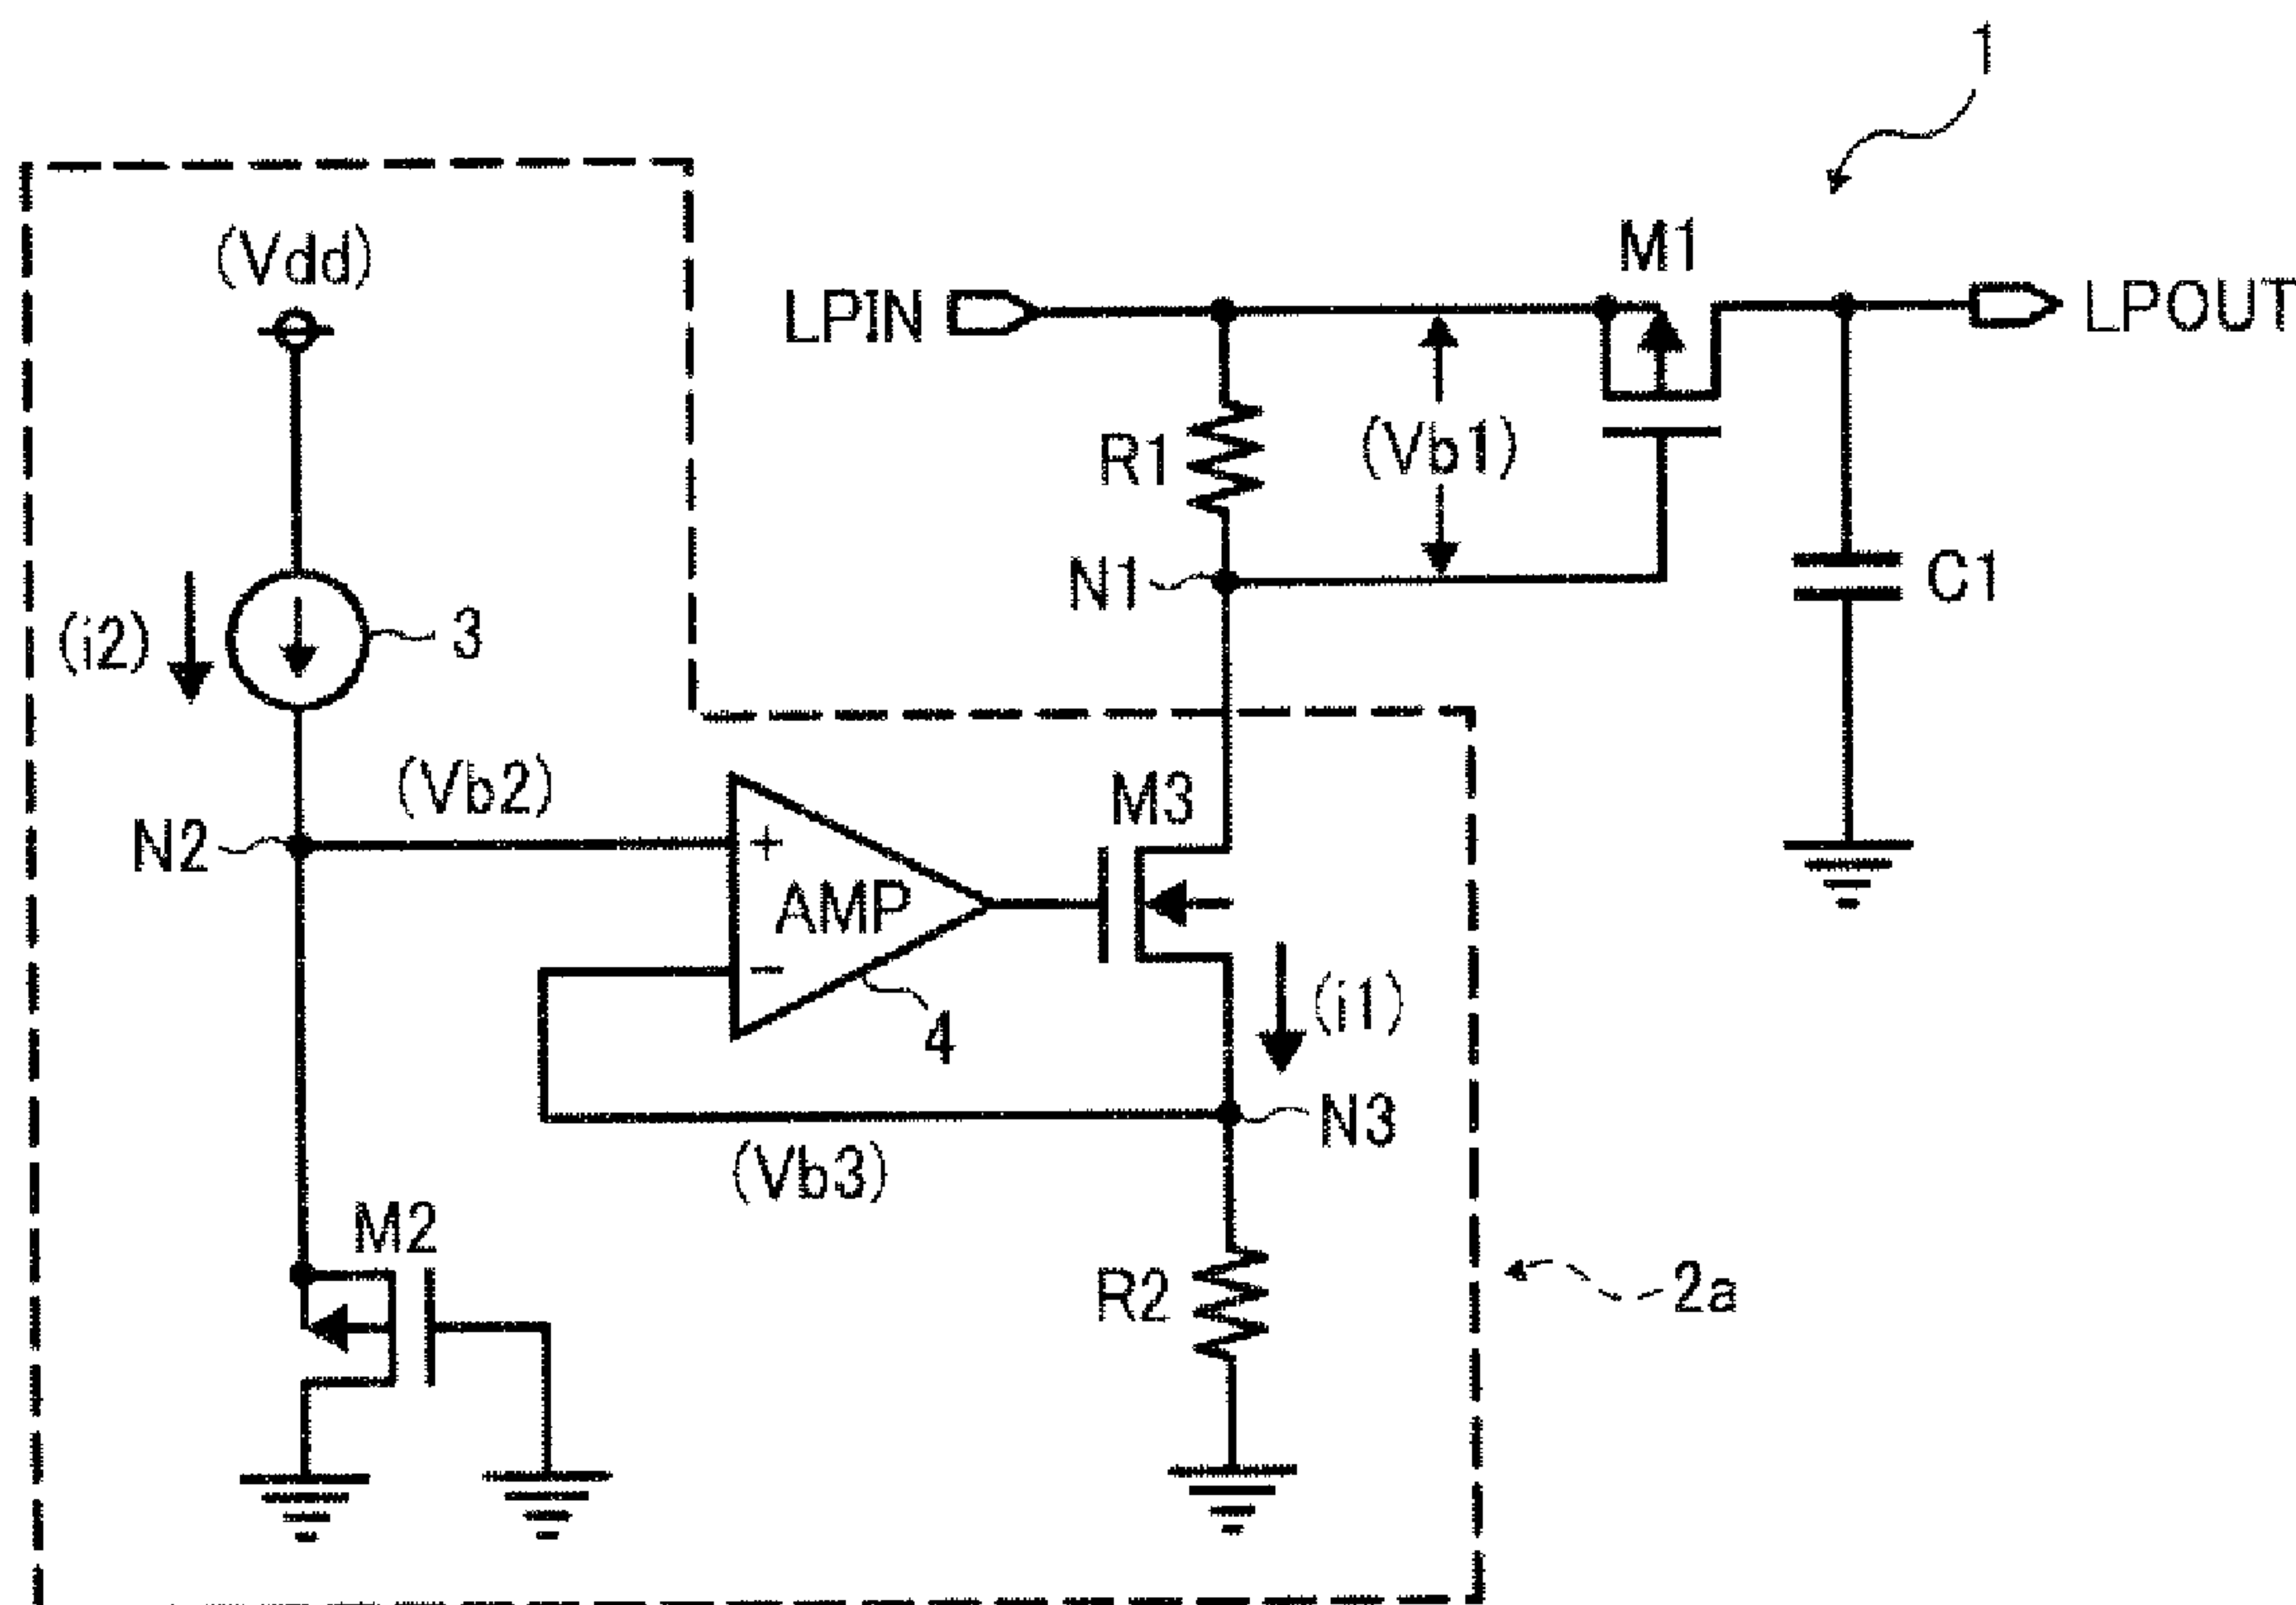 1
(Vdd)
M1
LPIN
LPOUT
R1
(Vb1)
N1
C1
(i2)
3
(Vb2)
M3
N2
+
AMP
−
4
(i1)
N3
(Vb3)
M2
R2
2a